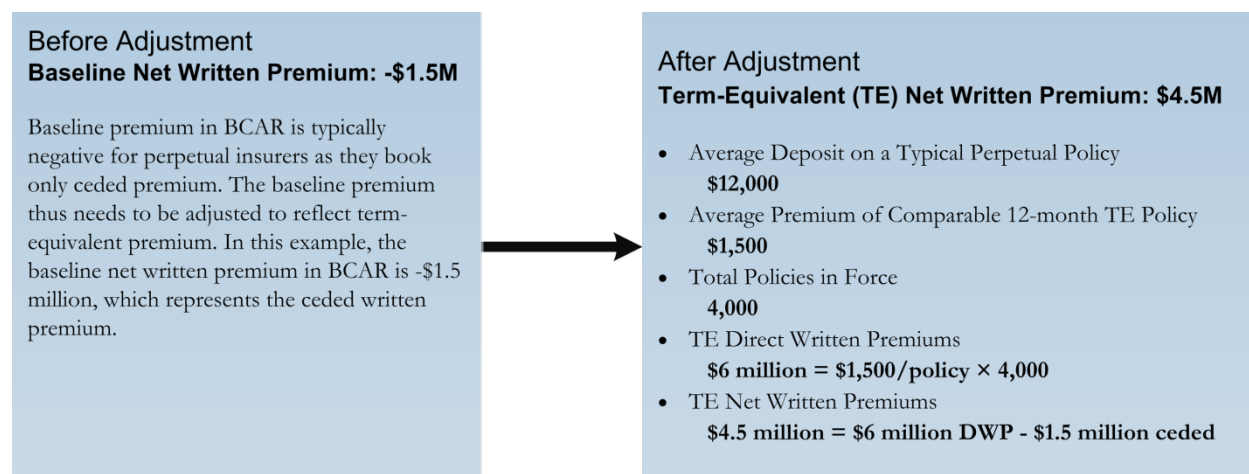 Before Adjustment
Baseline Net Written Premium: -$1.5M
Baseline premium in BCAR is typically
negative for perpetual insurers as they book
only ceded premium. The baseline premium
thus needs to be adjusted to reflect term-
equivalent premium. In this example, the
baseline net written premium in BCAR is -$1.5
million, which represents the ceded written
premium.
After Adjustment
Term-Equivalent (TE) Net Written Premium: $4.5M
• Average Deposit on a Typical Perpetual Policy
$12,000
• Average Premium of Comparable 12-month TE Policy
$1,500
• Total Policies in Force
4,000
• TE Direct Written Premiums
$6 million = $1,500/policy × 4,000
• TE Net Written Premiums
$4.5 million = $6 million DWP - $1.5 million ceded